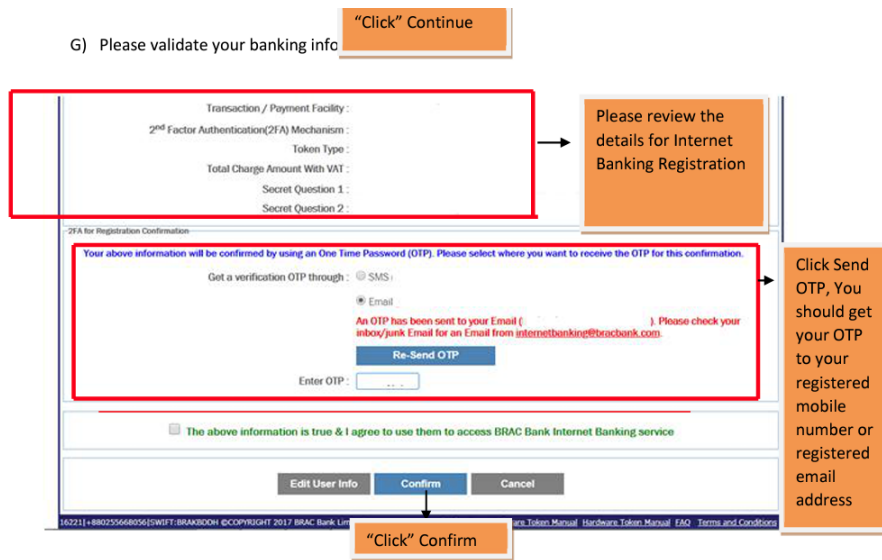 "Click" Continue
G) Please validate your banking info
Transaction / Payment Facility :
2nd Factor Authentication(2FA) Mechanism :
Token Type :
Total Charge Amount With VAT :
Secret Question 1 :
Secret Question 2 :
Please review the
details for Internet
Banking Registration
2FA for Registration Confirmation
Your above information will be confirmed by using an One Time Password (OTP). Please select where you want to receive the OTP for this confirmation.
Get a verification OTP through : SMS
Email
An OTP has been sent to your Email ( ). Please check your
inbox/junk Email for an Email from internetbanking@bracbank.com.
Re-Send OTP
Enter OTP :
Click Send
OTP, You
should get
your OTP
to your
registered
mobile
number or
registered
email
address
The above information is true & I agree to use them to access BRAC Bank Internet Banking service
Edit User Info Confirm Cancel
16221|+880255668056|SWIFT:BRAKBDDH ©COPYRIGHT 2017 BRAC Bank Lim Token Manual Hardware Token Manual FAQ Terms and Conditions
"Click" Confirm